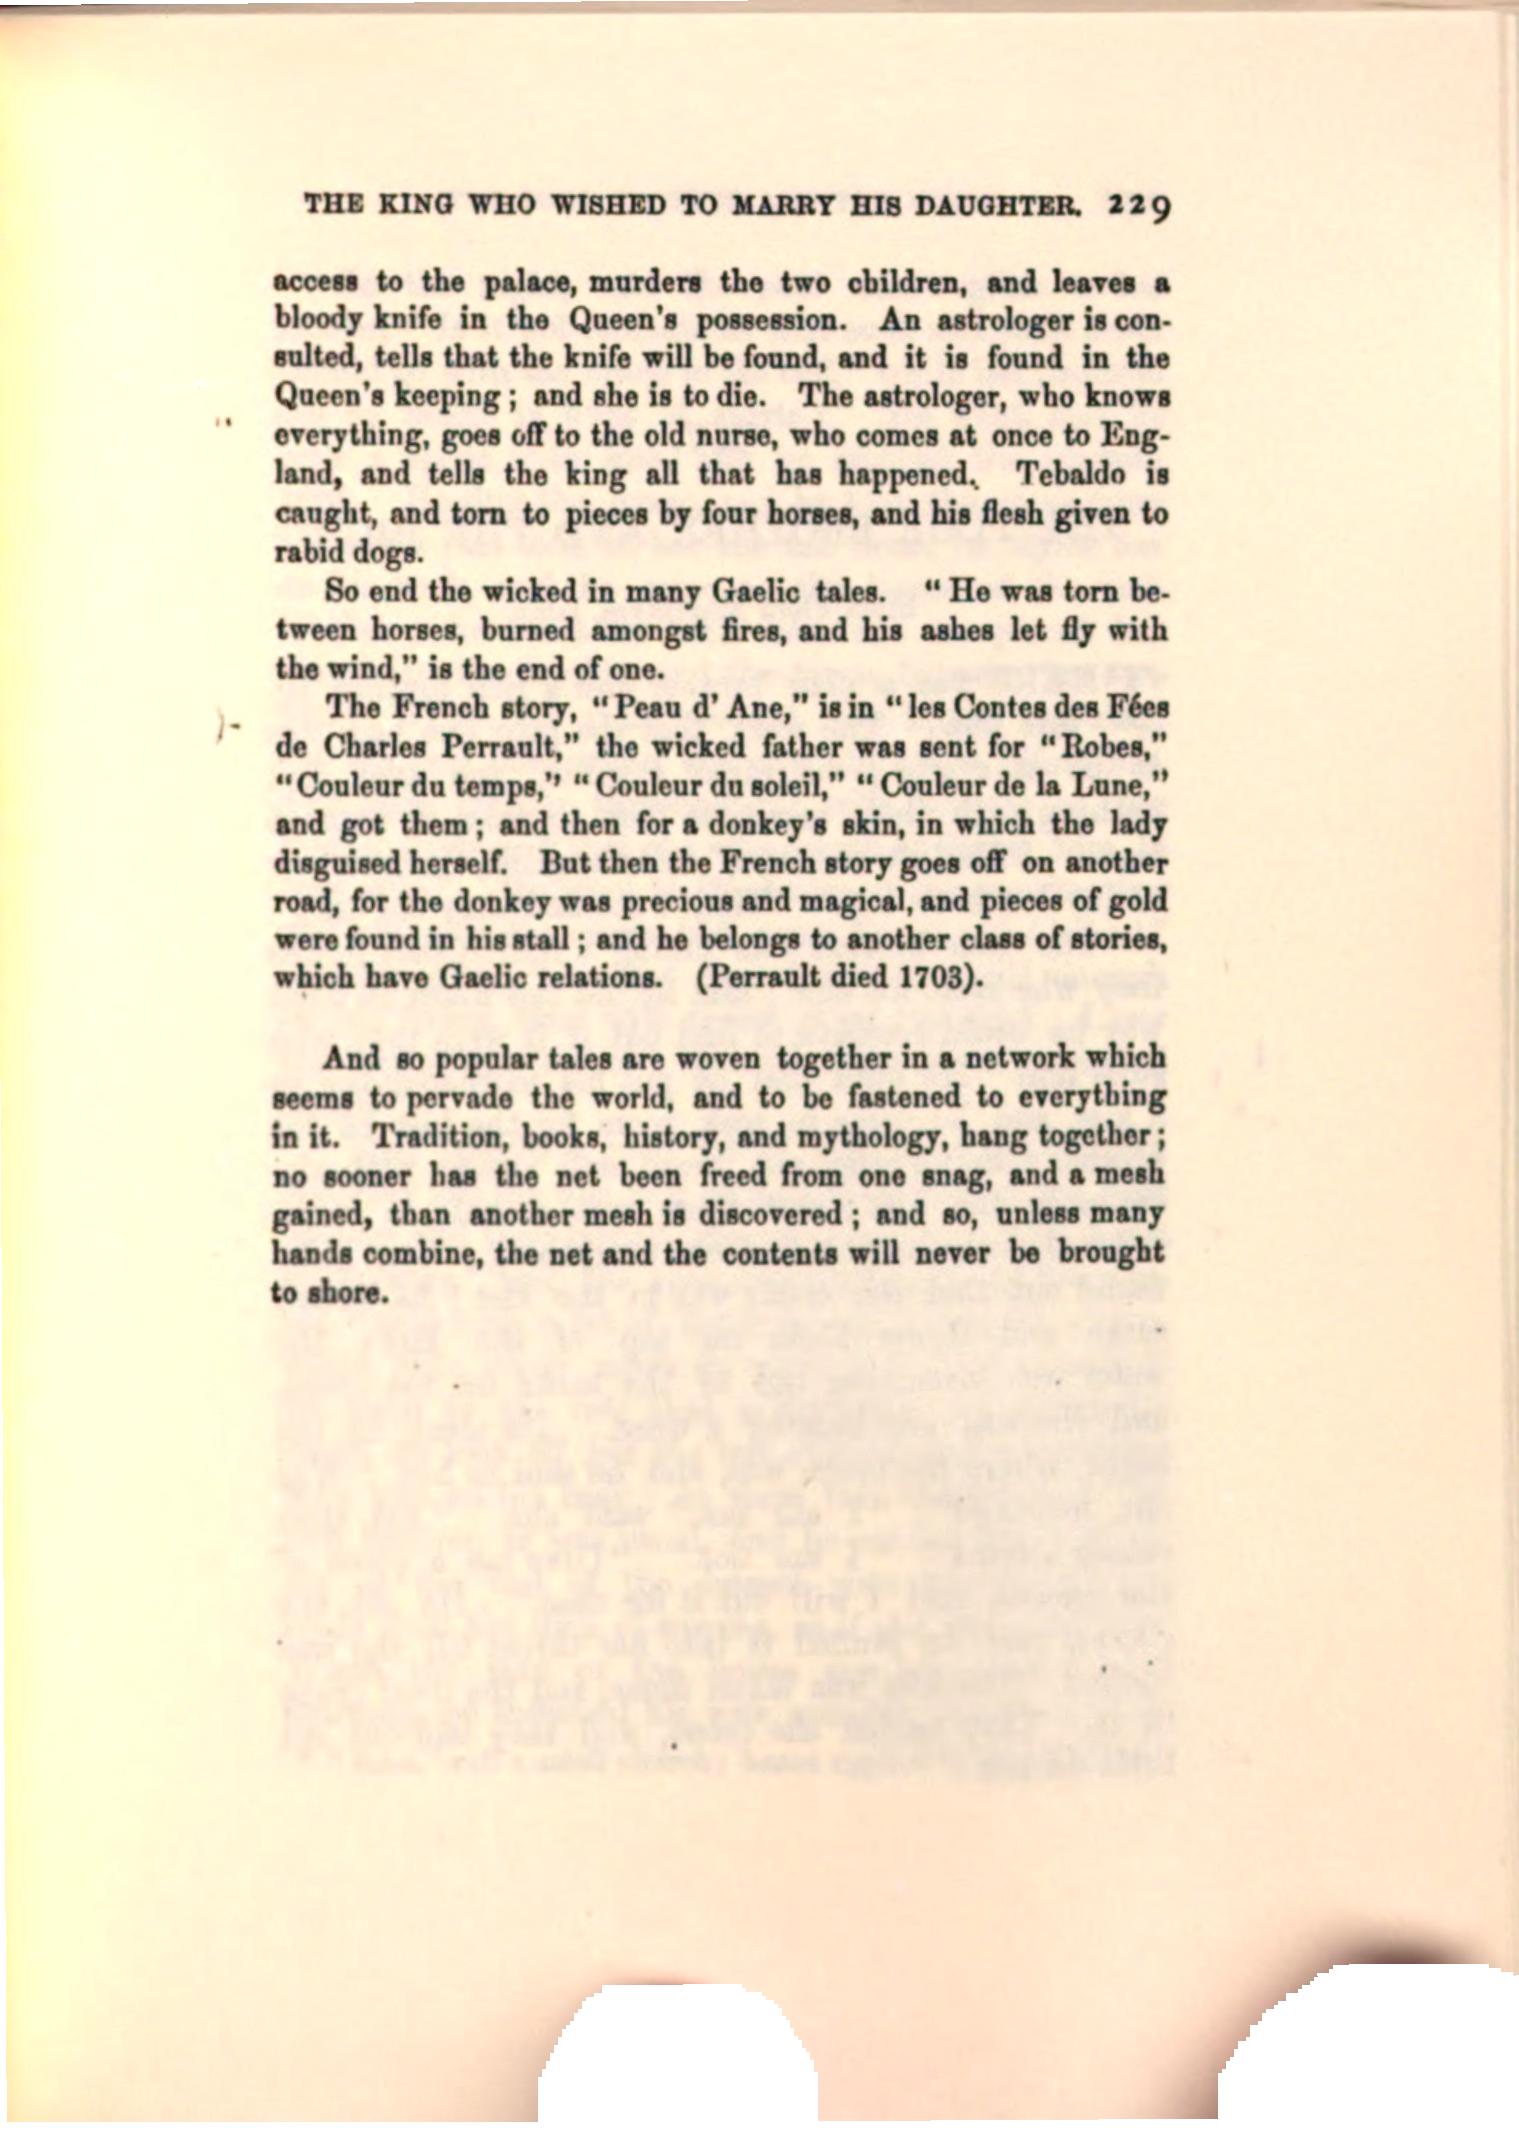 THE KING WHO WISHED TO MARRY HIS DAUGHTER. 229
access to the palace, murders the two children, and leaves a
bloody knife in the Queen's possession. An astrologer is con-
sulted, tells that the knife will be found, and it is found in the
Queen's keeping ; and she is to die. The astrologer, who knows
everything, goes off to the old nurse, who comes at once to Eng-
land, and tells the king all that has happened. Tebaldo is
caught, and torn to pieces by four horses, and his flesh given to
rabid dogs.
So end the wicked in many Gaelic tales. “ He was torn be-
tween horses, burned amongst fires, and his ashes let fly with
the wind,” is the end of one.
The French story, “Peau d' Ane,” is in “les Contes des Fées
de Charles Perrault,” the wicked father was sent for “Robes,”
“Couleur du temps,” “Couleur du soleil,” “Couleur de la Lune,”
and got them ; and then for a donkey's skin, in which the lady
disguised herself. But then the French story goes off on another
road, for the donkey was precious and magical, and pieces of gold
were found in his stall ; and he belongs to another class of stories,
which have Gaelic relations. (Perrault died 1703).
And so popular tales are woven together in a network which
seems to pervade the world, and to be fastened to everything
in it. Tradition, books, history, and mythology, hang together ;
no sooner has the net been freed from one snag, and a mesh
gained, than another mesh is discovered ; and so, unless many
hands combine, the net and the contents will never be brought
to shore.